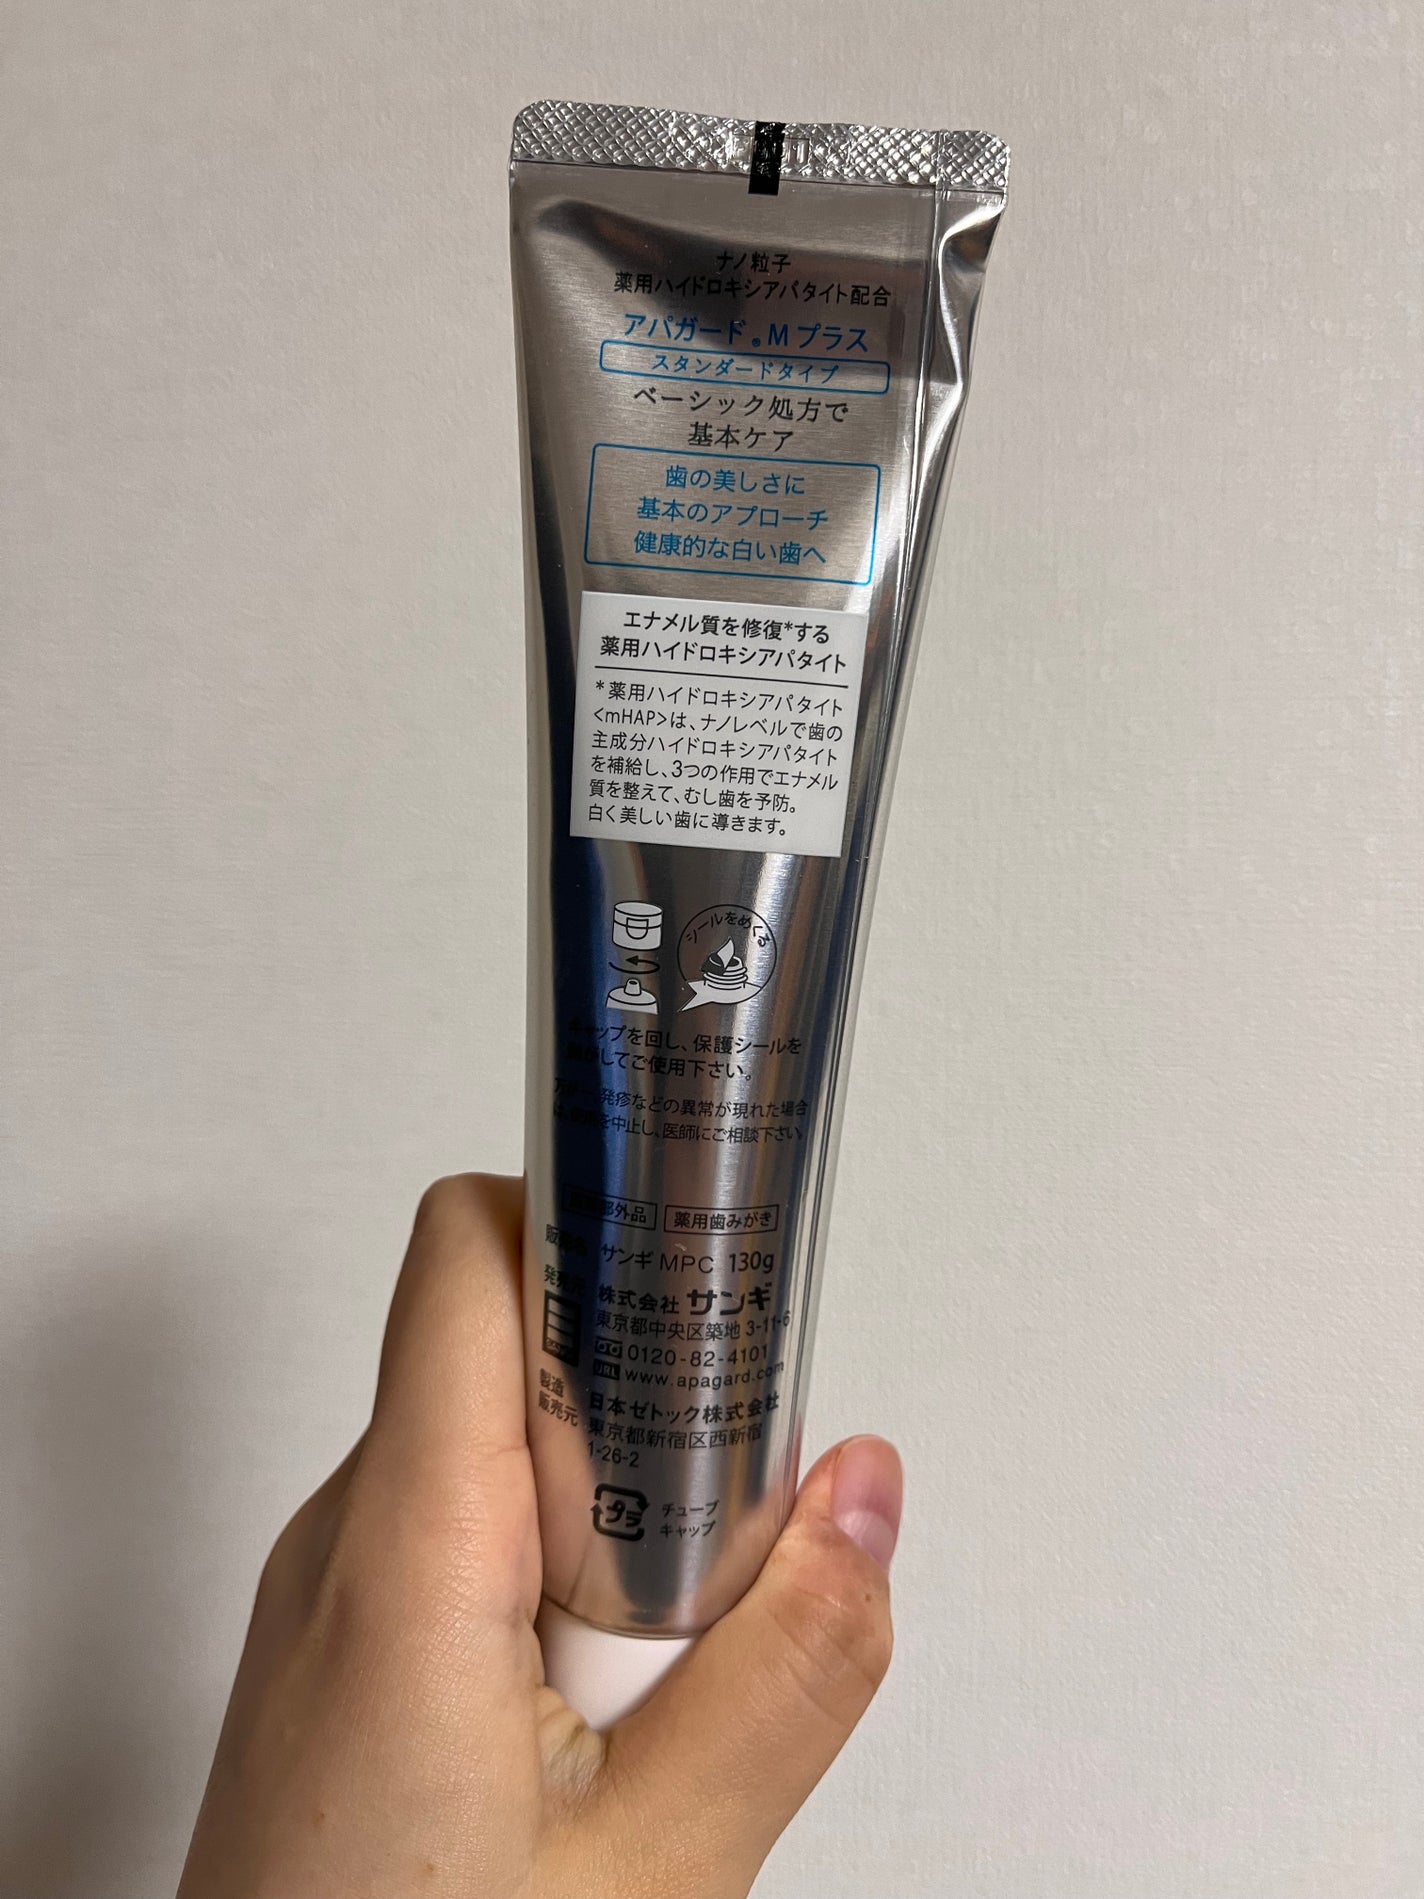 ナノ粒子
薬用ハイドロキシアパタイト配合
アパガード®Mプラス
スタンダードタイプ
ベーシック処方で
基本ケア
歯の美しさに
基本のアプローチ
健康的な白い歯へ
エナメル質を修復*する
薬用ハイドロキシアパタイト
*薬用ハイドロキシアパタイト
<mHAP>は、ナノレベルで歯の
主成分ハイドロキシアパタイト
を補給し、3つの作用でエナメル
質を整えて、むし歯を予防。
白く美しい歯に導きます。
シールをめくる
キャップを回し、保護シールを
してご使用下さい。
発疹などの異常が現れた場合
を中止し、医師にご相談下さい。
部外品 薬用歯みがき
販売名 サンギ MPC 130g
発売元 株式会社 サンギ
東京都中央区築地 3-11-6
0120-82-4101
URL www.apagard.com
製造
販売元 日本ゼトック株式会社
東京都新宿区西新宿
1-26-2
プラ チューブ
キャップ